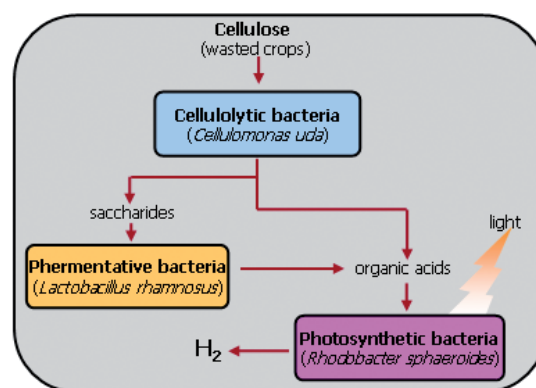 Cellulose
(wasted crops)
Cellulolytic bacteria
(Cellulomonas uda)
saccharides
light
Phermentative bacteria
(Lactobacillus rhamnosus)
organic acids
Photosynthetic bacteria
(Rhodobacter sphaeroides)
H₂